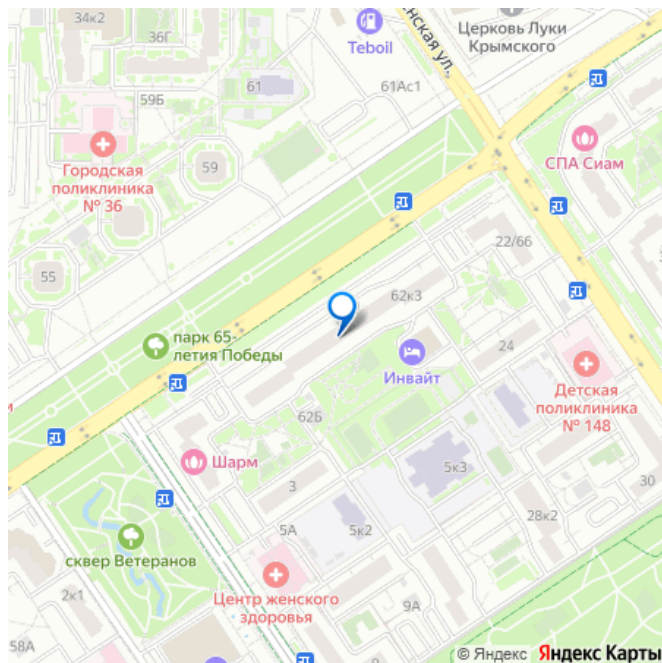 34к2
36Г
Teboil
Церковь Луки
Крымского
нская ул.
59Б
61
61Ас1
Городская
поликлиника
№ 36
59
СПА Сиам
55
22/66
62к3
парк 65-
летия Победы
Инвайт
24
Детская
поликлиника
№ 148
62Б
Шарм
3
5к3
30
сквер Ветеранов
5А
5к2
28к2
2к1
Центр женского
здоровья
9А
58А
© Яндекс Яндекс Карты